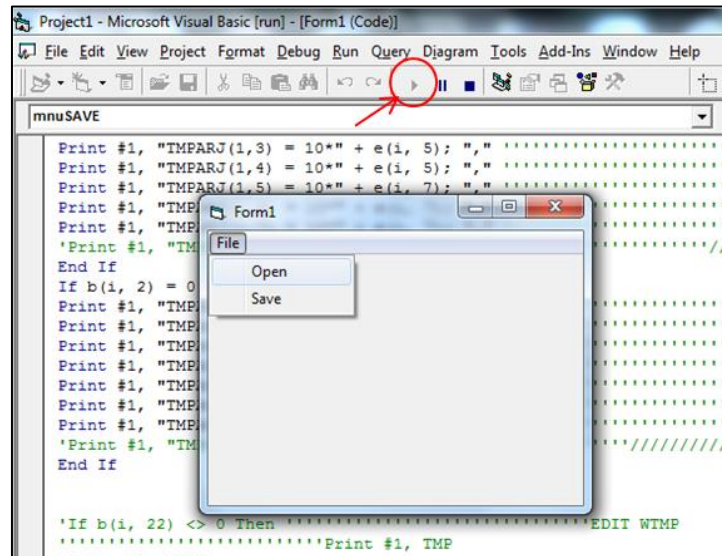 Project1 - Microsoft Visual Basic [run] - [Form1 (Code)]
File Edit View Project Format Debug Run Query Diagram Tools Add-Ins Window Help
mnuSAVE
Print #1, "TMPARJ(1,3) = 10*" + e(i, 5); "," ''''''''''''''''''''''
Print #1, "TMPARJ(1,4) = 10*" + e(i, 5); "," ''''''''''''''''''''''
Print #1, "TMPARJ(1,5) = 10*" + e(i, 7); "," ''''''''''''''''''''''
Print #1, "TMP
Print #1, "TMP
'Print #1, "TM
End If
If b(i, 2) = 0
Print #1, "TMP
Print #1, "TMP
Print #1, "TMP
Print #1, "TMP
Print #1, "TMP
Print #1, "TMP
Print #1, "TMP
'Print #1, "TM ''''//////////
End If
Form1
File
Open
Save
'If b(i, 22) <> 0 Then '''''''''''''''''''''''''''''''EDIT WTMP
'''''''''''''''''''''''''''Print #1, TMP